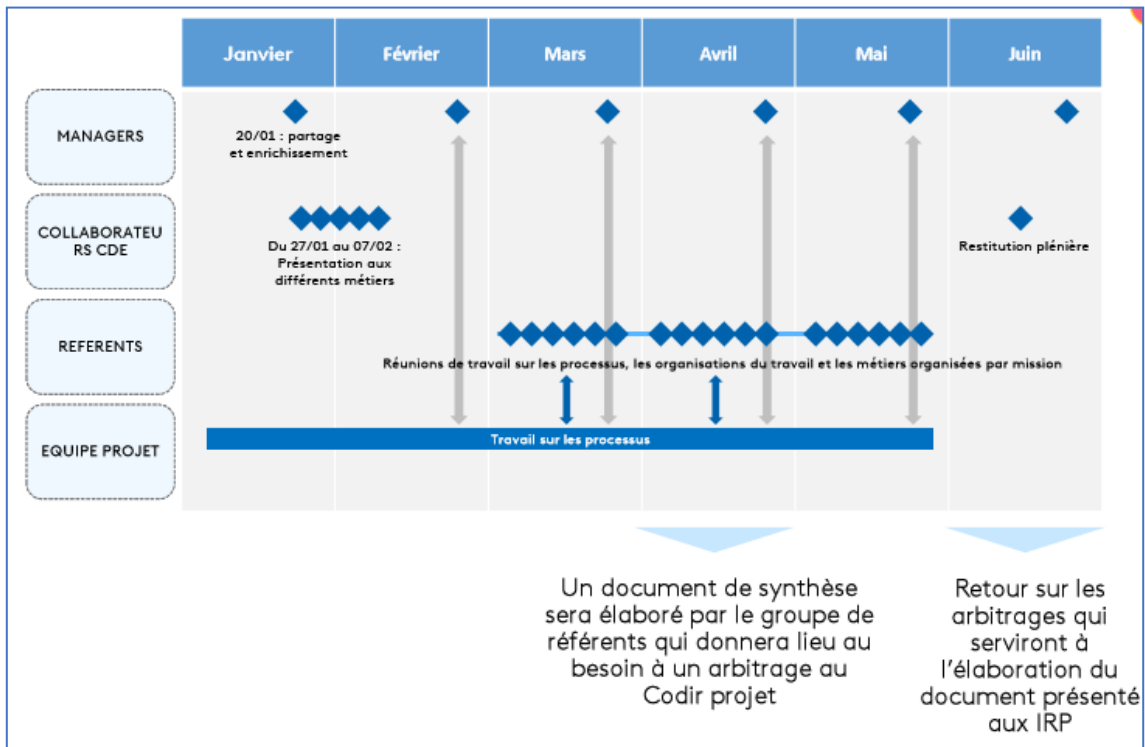 Janvier
Février
Mars
Avril
Mai
Juin
MANAGERS
20/01 : partage
et enrichissement
COLLABORATEU
RS CDE
Du 27/01 au 07/02 :
Présentation aux
différents métiers
Restitution plénière
REFERENTS
Réunions de travail sur les processus, les organisations du travail et les métiers organisées par mission
EQUIPE PROJET
Travail sur les processus
Un document de synthèse
sera élaboré par le groupe de
référents qui donnera lieu au
besoin à un arbitrage au
Codir projet
Retour sur les
arbitrages qui
serviront à
l’élaboration du
document présenté
aux IRP